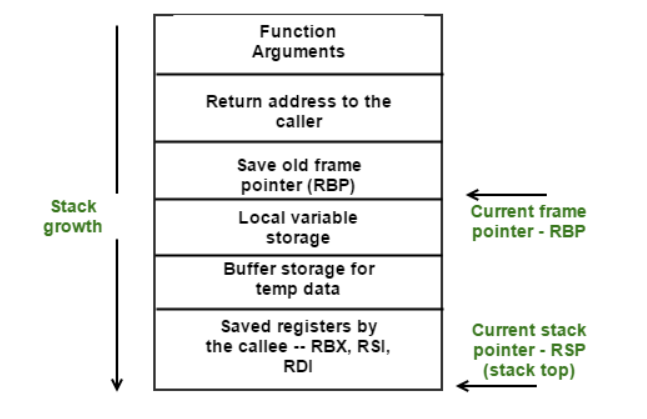 Function
Arguments
Return address to the
caller
Save old frame
pointer (RBP)
Stack
growth
Current frame
pointer - RBP
Local variable
storage
Buffer storage for
temp data
Saved registers by
the callee -- RBX, RSI,
RDI
Current stack
pointer - RSP
(stack top)